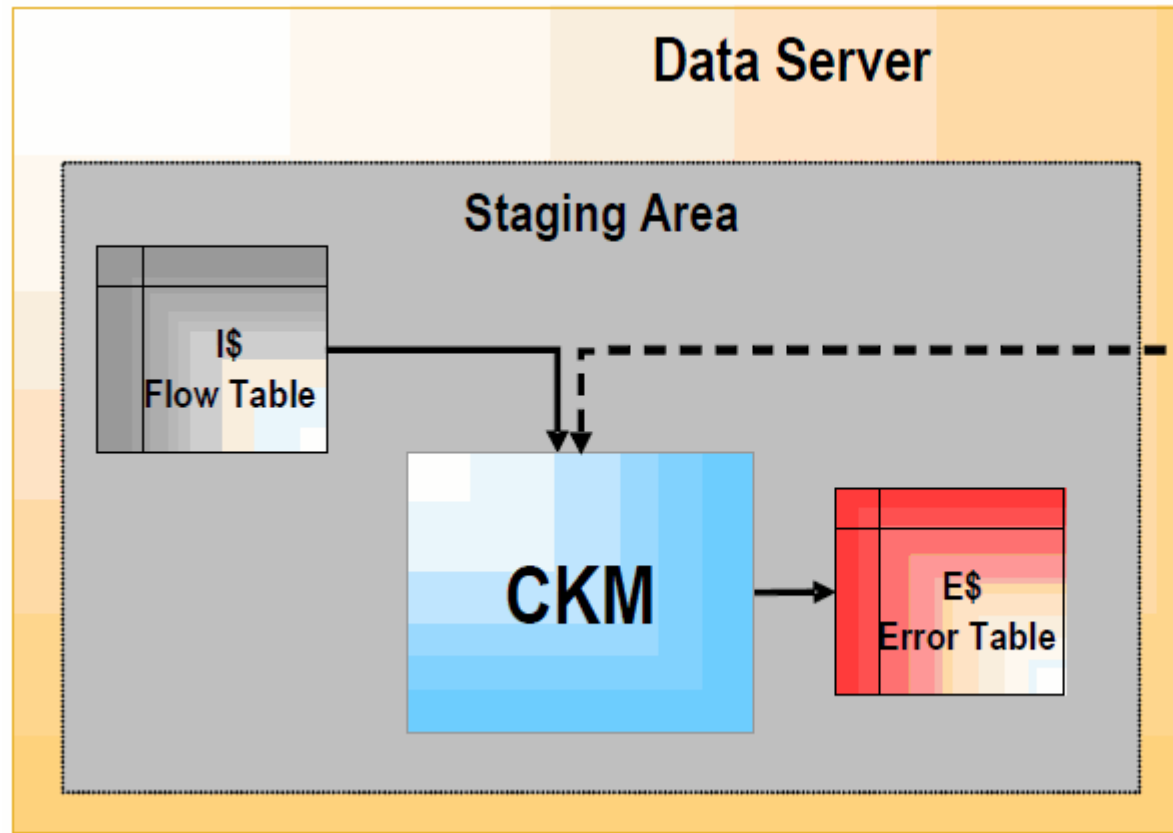 Data Server
Staging Area
I$
Flow Table
CKM
E$
Error Table